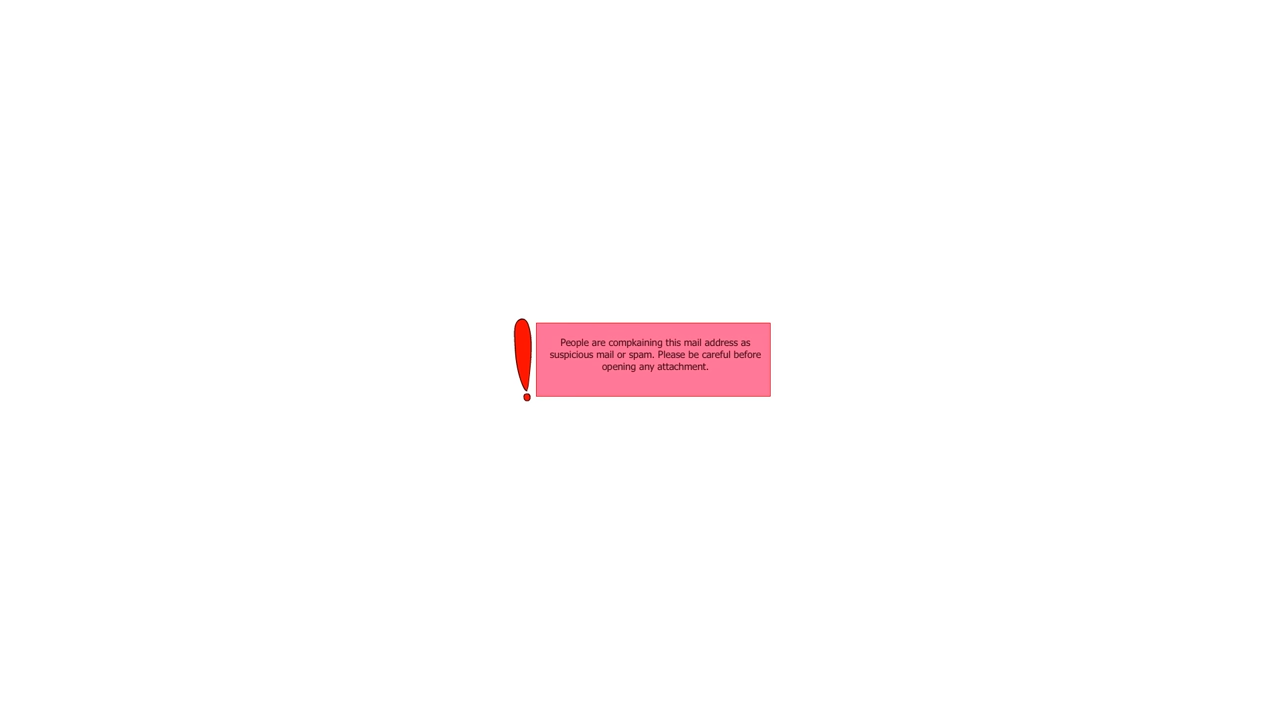 People are compkaining this mail address as
suspicious mail or spam. Please be careful before
opening any attachment.